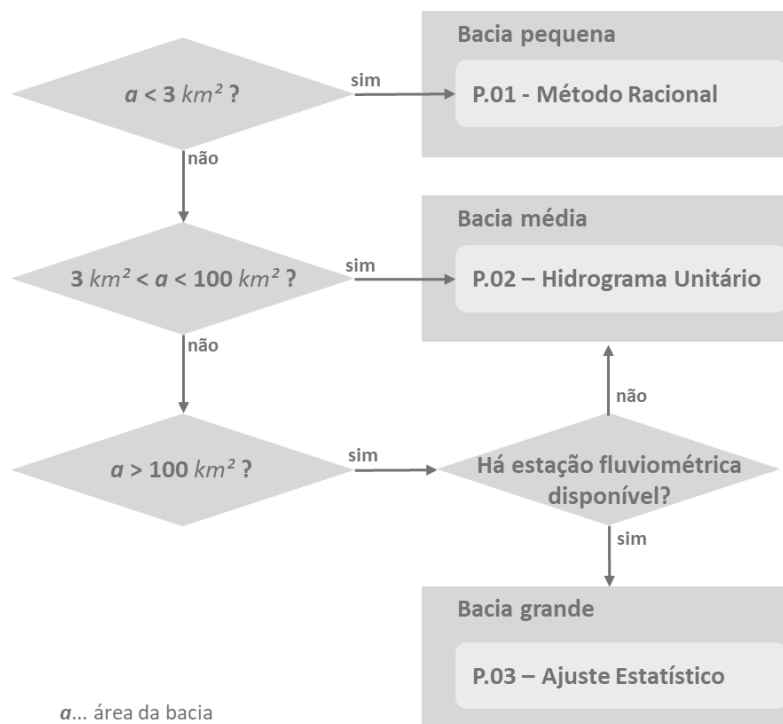 Bacia pequena
a < 3 km² ?
sim
P.01 - Método Racional
não
Bacia média
3 km² < a < 100 km² ?
sim
P.02 – Hidrograma Unitário
não
não
a > 100 km² ?
sim
Há estação fluviométrica
disponível?
sim
Bacia grande
P.03 – Ajuste Estatístico
a... área da bacia